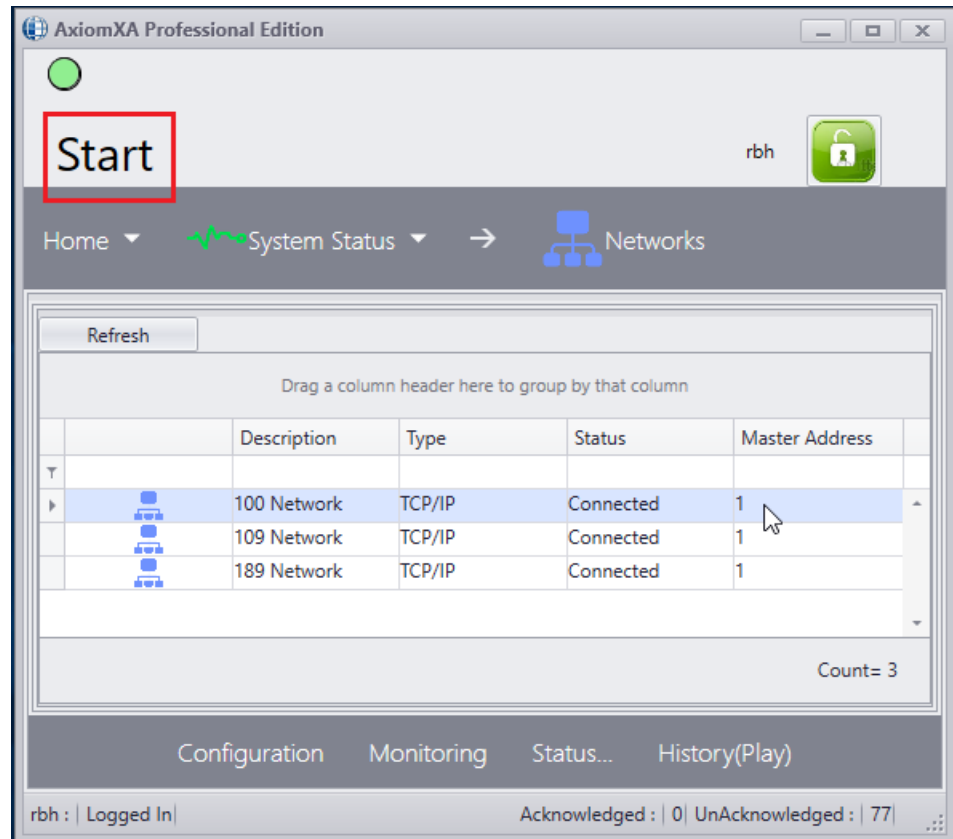 AxiomXA Professional Edition
Start
rbh
Home System Status → Networks
Refresh
Drag a column header here to group by that column
Description Type Status Master Address
100 Network TCP/IP Connected 1
109 Network TCP/IP Connected 1
189 Network TCP/IP Connected 1
Count= 3
Configuration Monitoring Status... History(Play)
rbh : | Logged In| Acknowledged : | 0| UnAcknowledged : | 77|